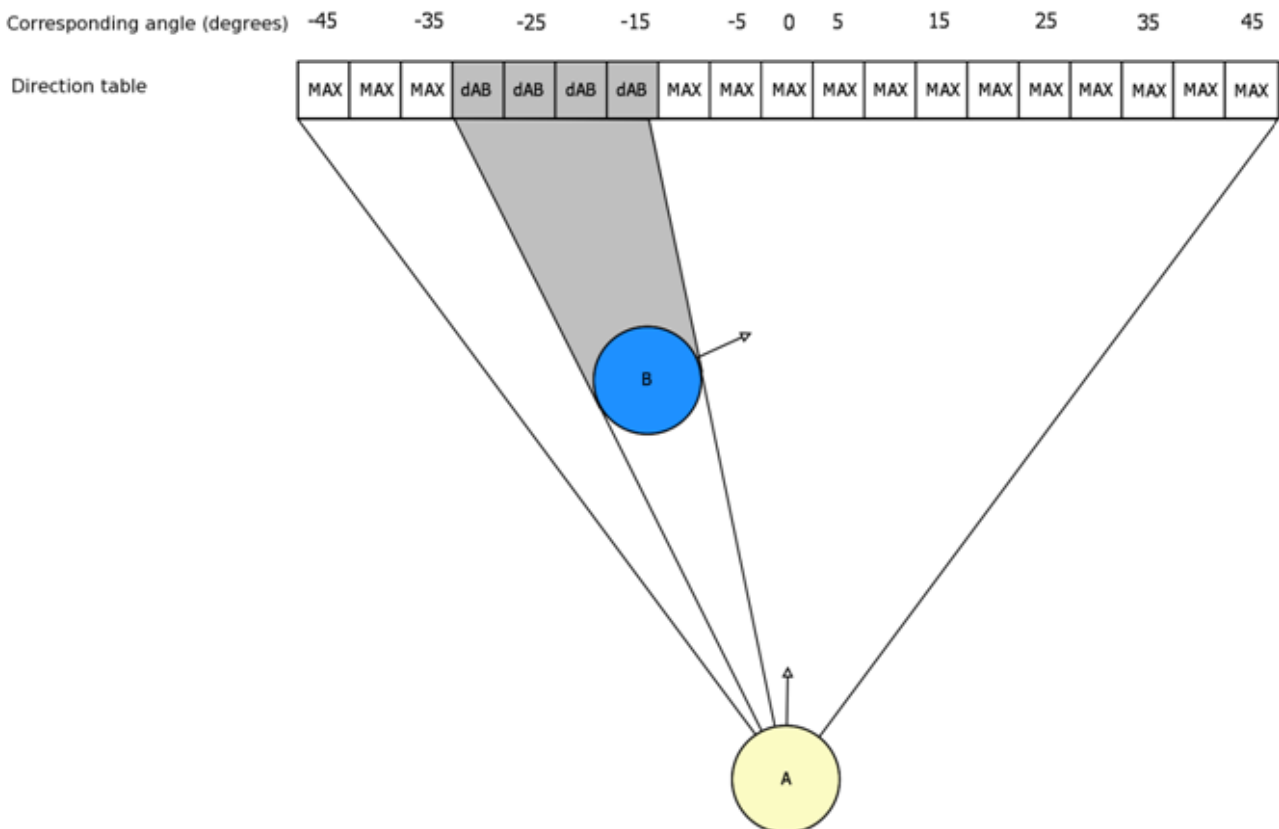 Corresponding angle (degrees) -45 -35 -25 -15 -5 0 5 15 25 35 45
Direction table MAX MAX MAX dAB dAB dAB dAB MAX MAX MAX MAX MAX MAX MAX MAX MAX MAX MAX MAX
B
A